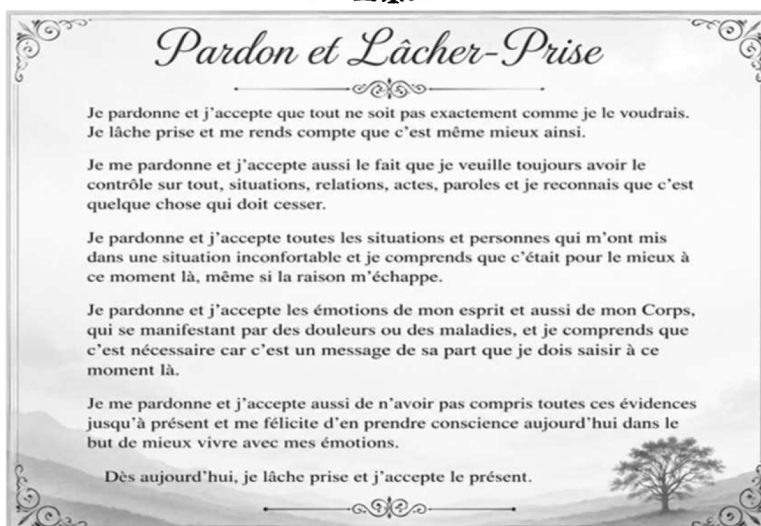 Pardon et Lâcher-Prise
Je pardonne et j'accepte que tout ne soit pas exactement comme je le voudrais.
Je lâche prise et me rends compte que c'est même mieux ainsi.
Je me pardonne et j'accepte aussi le fait que je veuille toujours avoir le
contrôle sur tout, situations, relations, actes, paroles et je reconnais que c'est
quelque chose qui doit cesser.
Je pardonne et j'accepte toutes les situations et personnes qui m'ont mis
dans une situation inconfortable et je comprends que c'était pour le mieux à
ce moment là, même si la raison m'échappe.
Je pardonne et j'accepte les émotions de mon esprit et aussi de mon Corps,
qui se manifestant par des douleurs ou des maladies, et je comprends que
c'est nécessaire car c'est un message de sa part que je dois saisir à ce
moment là.
Je me pardonne et j'accepte aussi de n'avoir pas compris toutes ces évidences
jusqu'à présent et me félicite d'en prendre conscience aujourd'hui dans le
but de mieux vivre avec mes émotions.
Dès aujourd'hui, je lâche prise et j'accepte le présent.